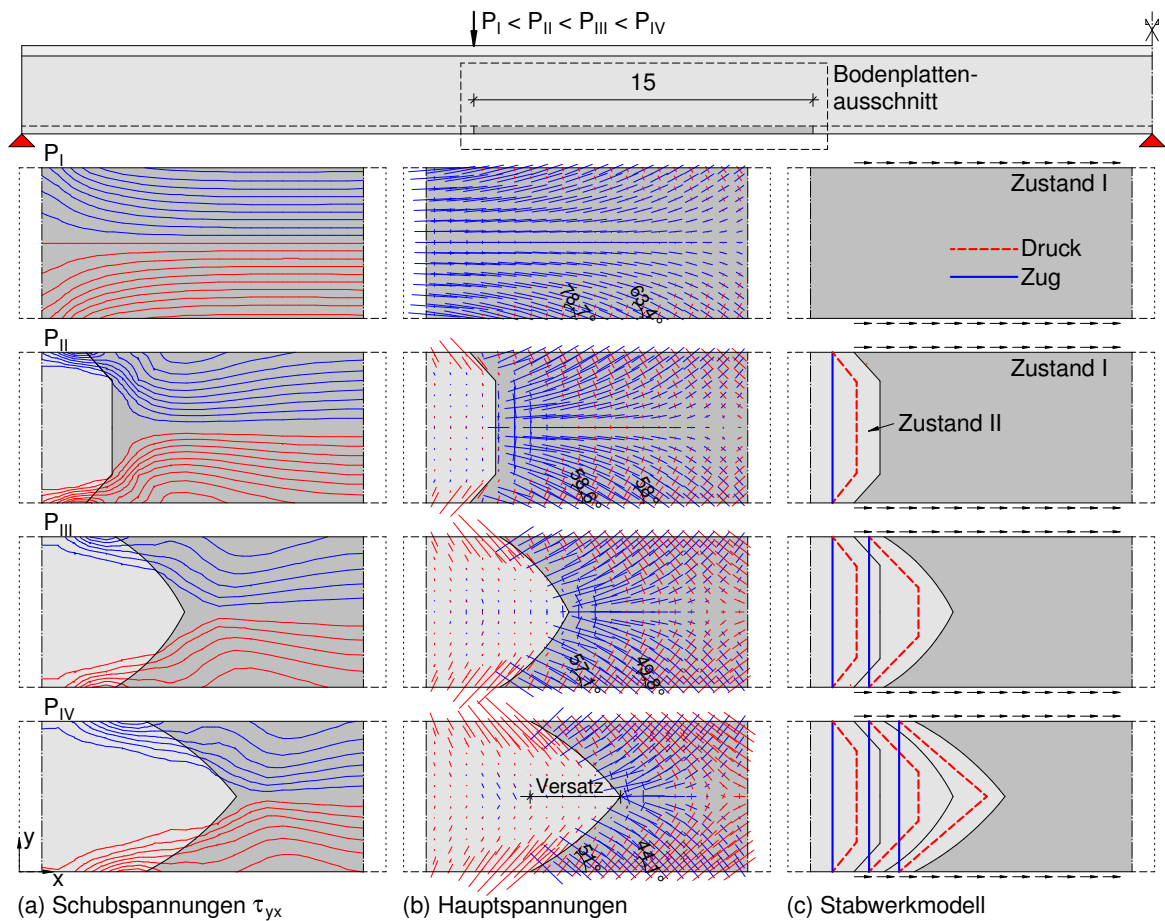 P_I < P_II < P_III < P_IV
15
Bodenplatten-
ausschnitt
P_I
78,7°
63,4°
Zustand I
Druck
Zug
P_II
58,6°
58°
Zustand I
Zustand II
P_III
57,1°
49,8°
P_IV
Versatz
51°
44,1°
y
x
(a) Schubspannungen τ_yx
(b) Hauptspannungen
(c) Stabwerkmodell